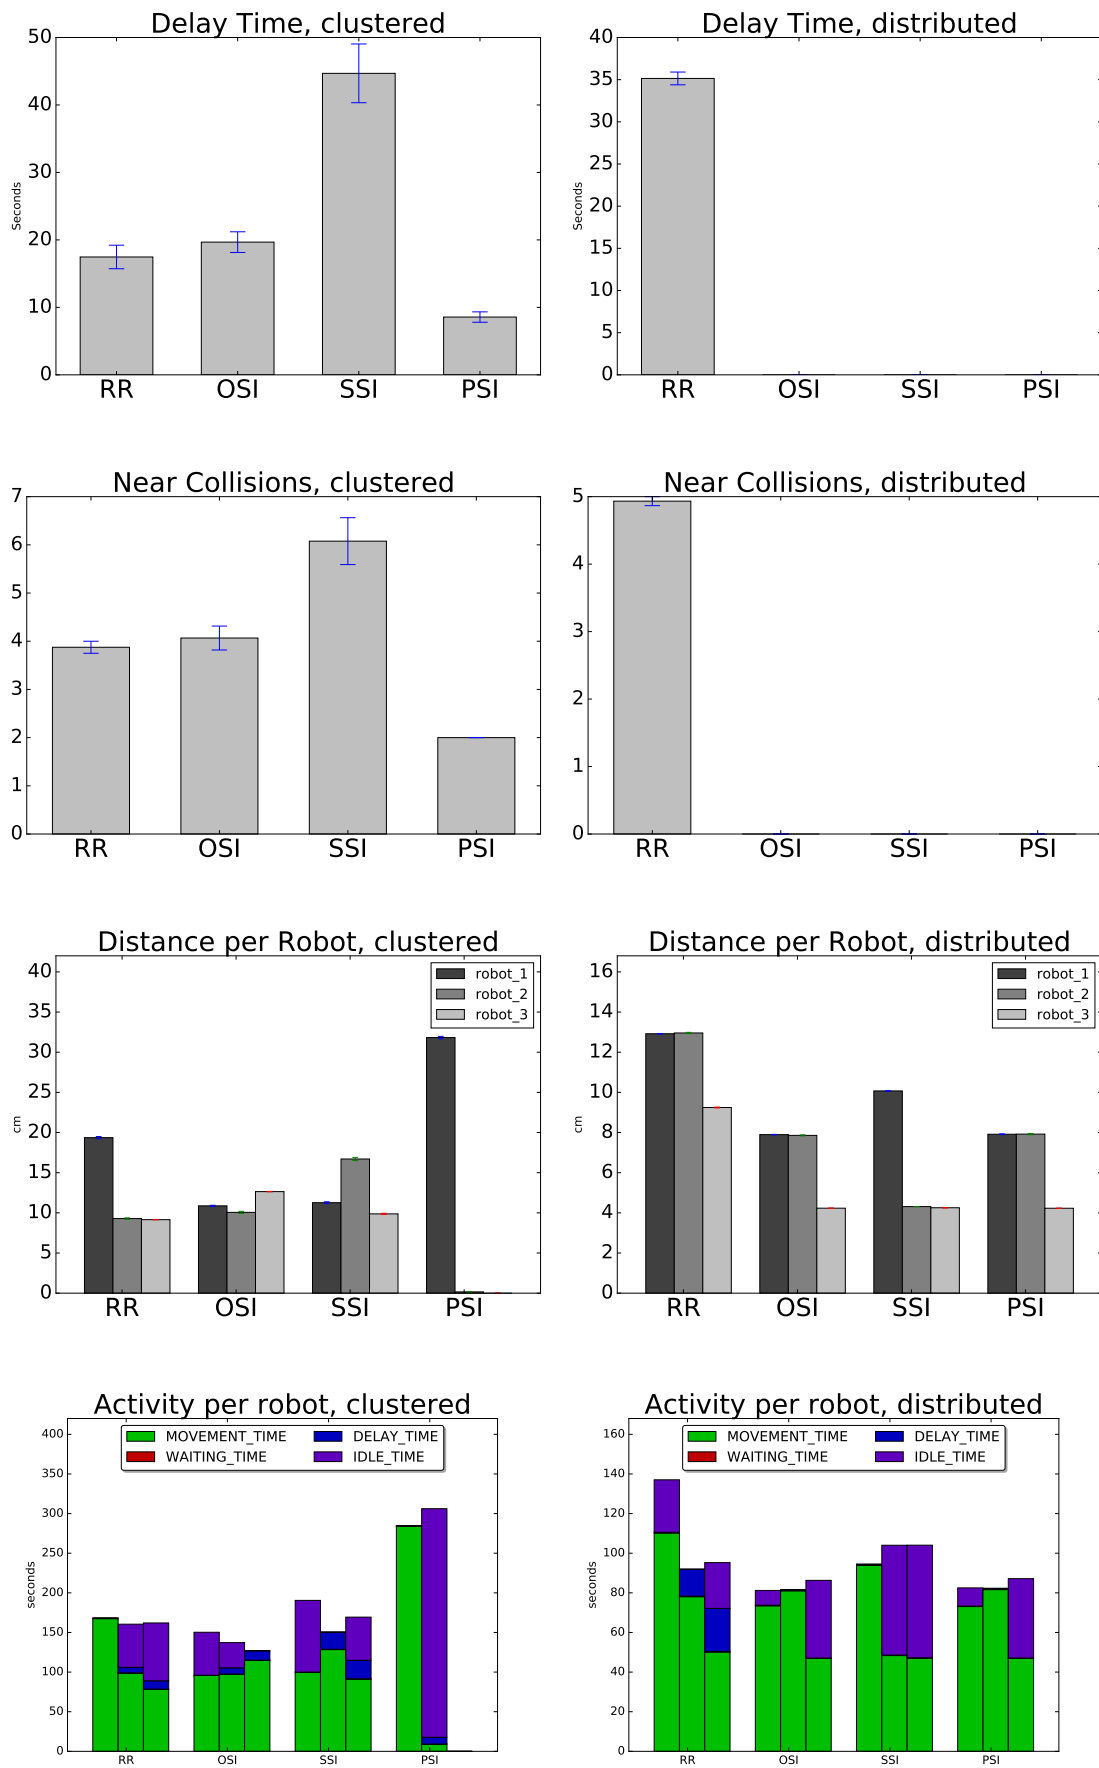 Delay Time, clustered
50
40
30
20
10
0
Seconds
RR OSI SSI PSI
Delay Time, distributed
40
35
30
25
20
15
10
5
0
Seconds
RR OSI SSI PSI
Near Collisions, clustered
7
6
5
4
3
2
1
0
RR OSI SSI PSI
Near Collisions, distributed
5
4
3
2
1
0
RR OSI SSI PSI
Distance per Robot, clustered
40
35
30
25
20
15
10
5
0
cm
robot_1
robot_2
robot_3
RR OSI SSI PSI
Distance per Robot, distributed
16
14
12
10
8
6
4
2
0
cm
robot_1
robot_2
robot_3
RR OSI SSI PSI
Activity per robot, clustered
400
350
300
250
200
150
100
50
0
seconds
MOVEMENT_TIME DELAY_TIME
WAITING_TIME IDLE_TIME
RR OSI SSI PSI
Activity per robot, distributed
160
140
120
100
80
60
40
20
0
seconds
MOVEMENT_TIME DELAY_TIME
WAITING_TIME IDLE_TIME
RR OSI SSI PSI